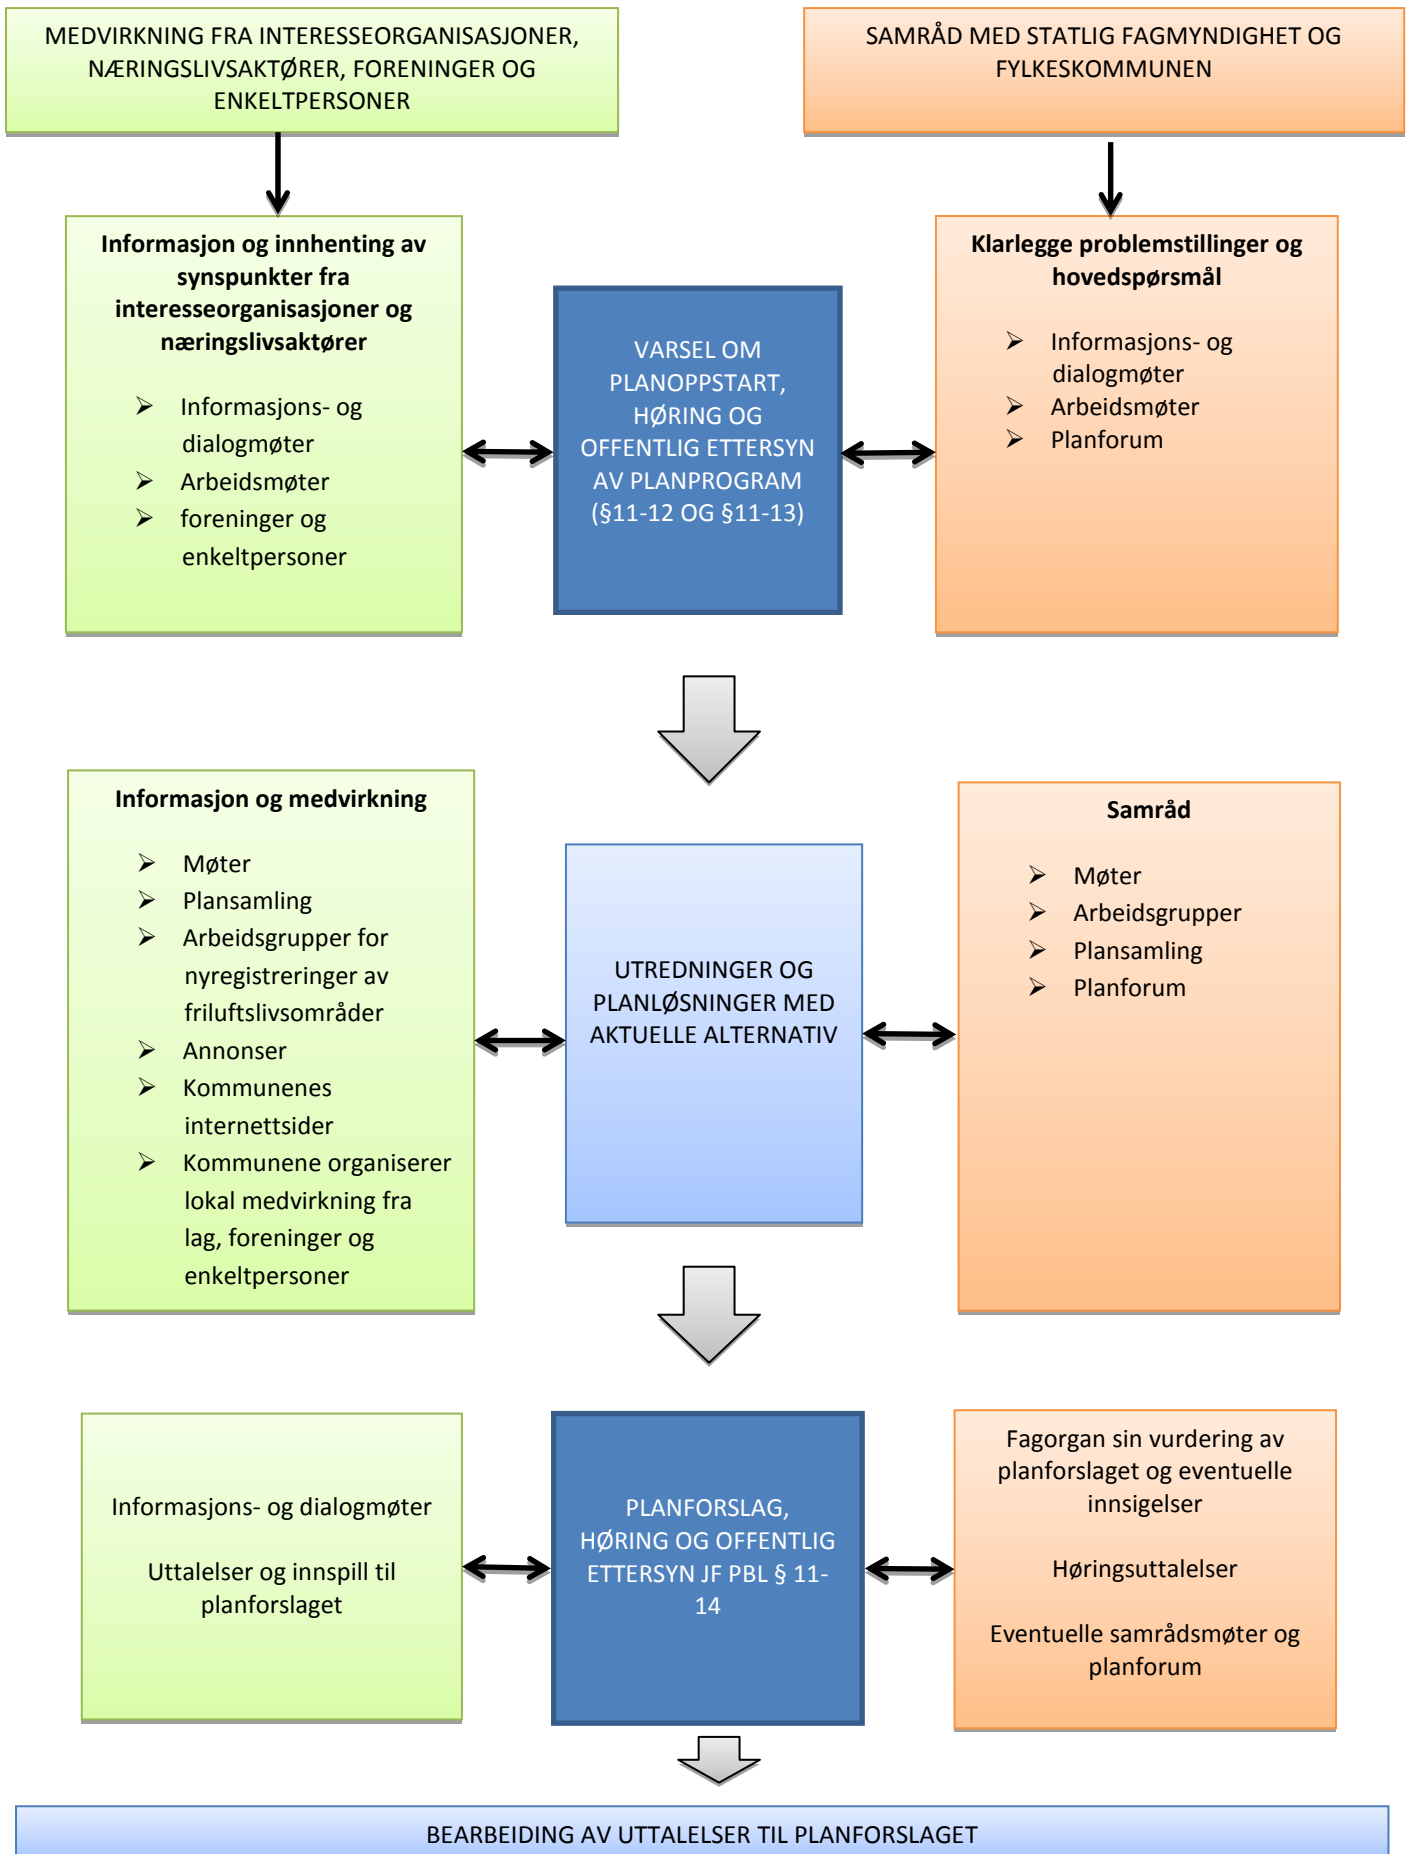 MEDVIRKNING FRA INTERESSEORGANISASJONER,
NÆRINGSLIVSAKTØRER, FORENINGER OG
ENKELTPERSONER
SAMRÅD MED STATLIG FAGMYNDIGHET OG
FYLKESKOMMUNEN
Informasjon og innhenting av
synspunkter fra
interesseorganisasjoner og
næringslivsaktører
➢ Informasjons- og
dialogmøter
➢ Arbeidsmøter
➢ foreninger og
enkeltpersoner
VARSEL OM
PLANOPPSTART,
HØRING OG
OFFENTLIG ETTERSYN
AV PLANPROGRAM
(§11-12 OG §11-13)
Klarlegge problemstillinger og
hovedspørsmål
➢ Informasjons- og
dialogmøter
➢ Arbeidsmøter
➢ Planforum
Informasjon og medvirkning
➢ Møter
➢ Plansamling
➢ Arbeidsgrupper for
nyregistreringer av
friluftslivsområder
➢ Annonser
➢ Kommunenes
internettsider
➢ Kommunene organiserer
lokal medvirkning fra
lag, foreninger og
enkeltpersoner
UTREDNINGER OG
PLANLØSNINGER MED
AKTUELLE ALTERNATIV
Samråd
➢ Møter
➢ Arbeidsgrupper
➢ Plansamling
➢ Planforum
Informasjons- og dialogmøter
Uttalelser og innspill til
planforslaget
PLANFORSLAG,
HØRING OG OFFENTLIG
ETTERSYN JF PBL § 11-
14
Fagorgan sin vurdering av
planforslaget og eventuelle
innsigelser
Høringsuttalelser
Eventuelle samrådsmøter og
planforum
BEARBEIDING AV UTTALELSER TIL PLANFORSLAGET